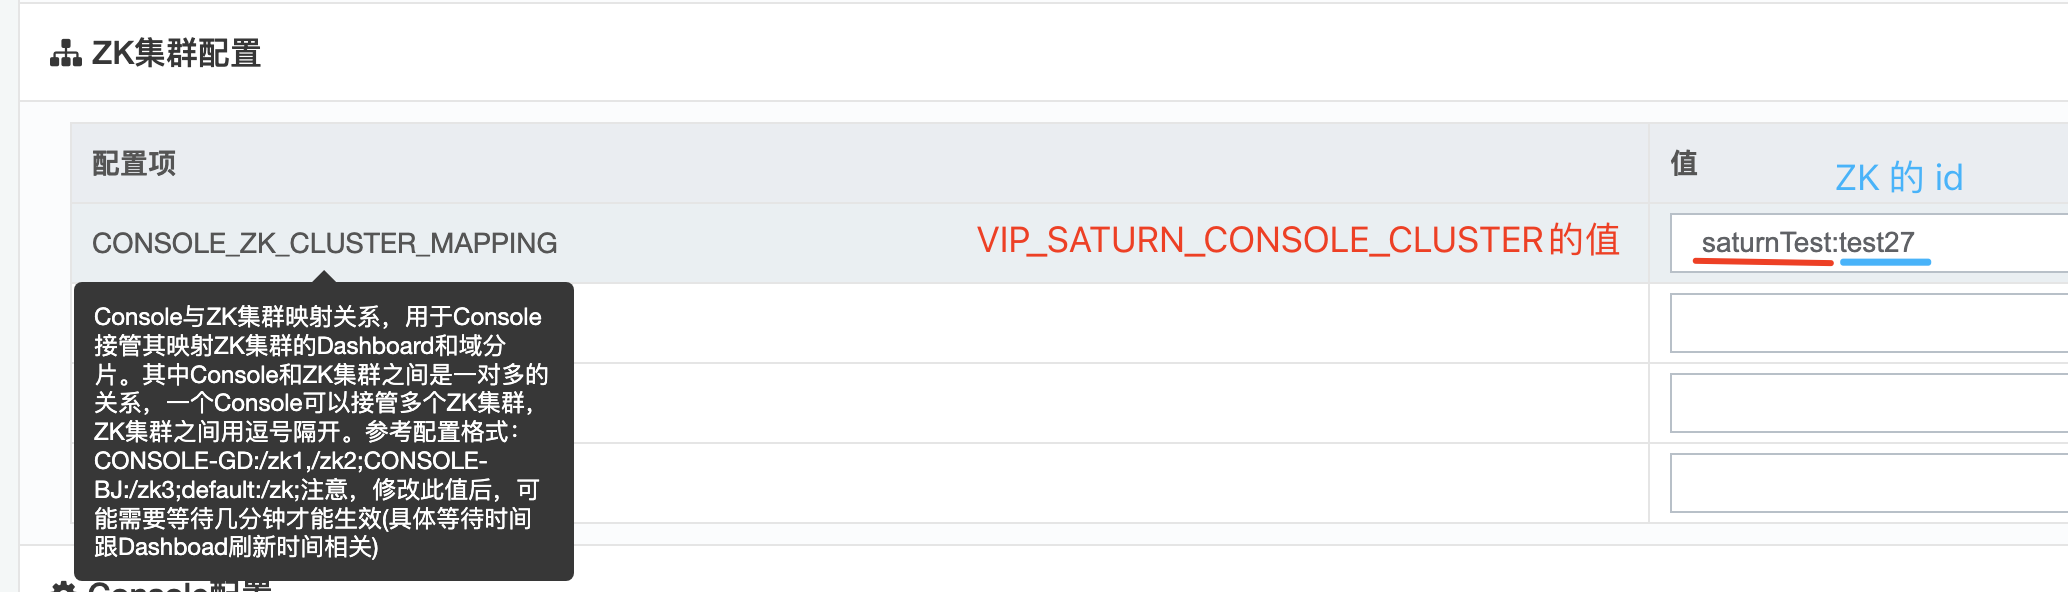 ZK集群配置
配置项
值
ZK 的 id
CONSOLE_ZK_CLUSTER_MAPPING
VIP_SATURN_CONSOLE_CLUSTER的值
saturnTest:test27
Console与ZK集群映射关系，用于Console
接管其映射ZK集群的Dashboard和域分
片。其中Console和ZK集群之间是一对多的
关系，一个Console可以接管多个ZK集群，
ZK集群之间用逗号隔开。参考配置格式：
CONSOLE-GD:/zk1,/zk2;CONSOLE-
BJ:/zk3;default:/zk;注意，修改此值后，可
能需要等待几分钟才能生效(具体等待时间
跟Dashboad刷新时间相关)
Console配置